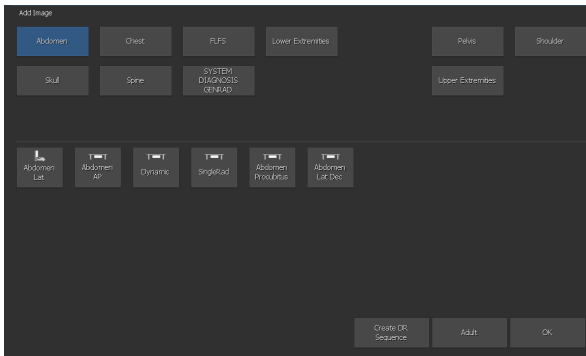 Add Image
Abdomen
Chest
FLFS
Lower Extremities
Pelvis
Shoulder
Skull
Spine
SYSTEM
DIAGNOSIS
GENRAD
Upper Extremities
Abdomen
Lat
Abdomen
AP
Dynamic
SingleRad
Abdomen
Procubitus
Abdomen
Lat Dec
Create DR
Sequence
Adult
OK